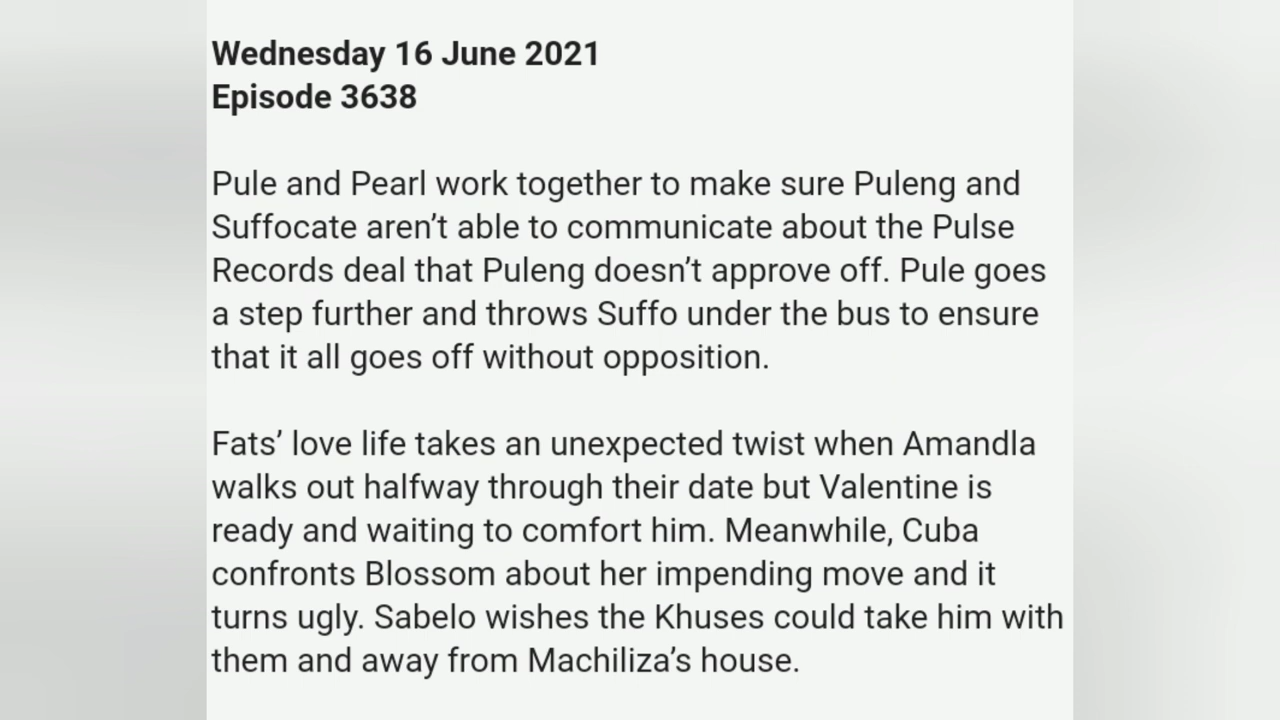 Wednesday 16 June 2021
Episode 3638
Pule and Pearl work together to make sure Puleng and
Suffocate aren’t able to communicate about the Pulse
Records deal that Puleng doesn’t approve off. Pule goes
a step further and throws Suffo under the bus to ensure
that it all goes off without opposition.
Fats’ love life takes an unexpected twist when Amandla
walks out halfway through their date but Valentine is
ready and waiting to comfort him. Meanwhile, Cuba
confronts Blossom about her impending move and it
turns ugly. Sabelo wishes the Khuses could take him with
them and away from Machiliza’s house.